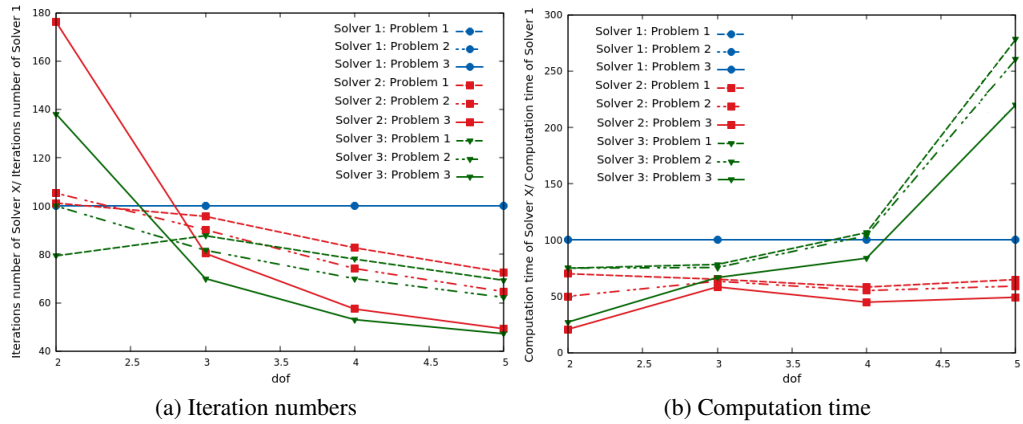 Iterations number of Solver X/ Iterations number of Solver 1
180
160
140
120
100
80
60
40
2
2.5
3
3.5
4
4.5
5
dof
Solver 1: Problem 1
Solver 1: Problem 2
Solver 1: Problem 3
Solver 2: Problem 1
Solver 2: Problem 2
Solver 2: Problem 3
Solver 3: Problem 1
Solver 3: Problem 2
Solver 3: Problem 3
(a) Iteration numbers
Computation time of Solver X/ Computation time of Solver 1
300
250
200
150
100
50
0
2
2.5
3
3.5
4
4.5
5
dof
Solver 1: Problem 1
Solver 1: Problem 2
Solver 1: Problem 3
Solver 2: Problem 1
Solver 2: Problem 2
Solver 2: Problem 3
Solver 3: Problem 1
Solver 3: Problem 2
Solver 3: Problem 3
(b) Computation time